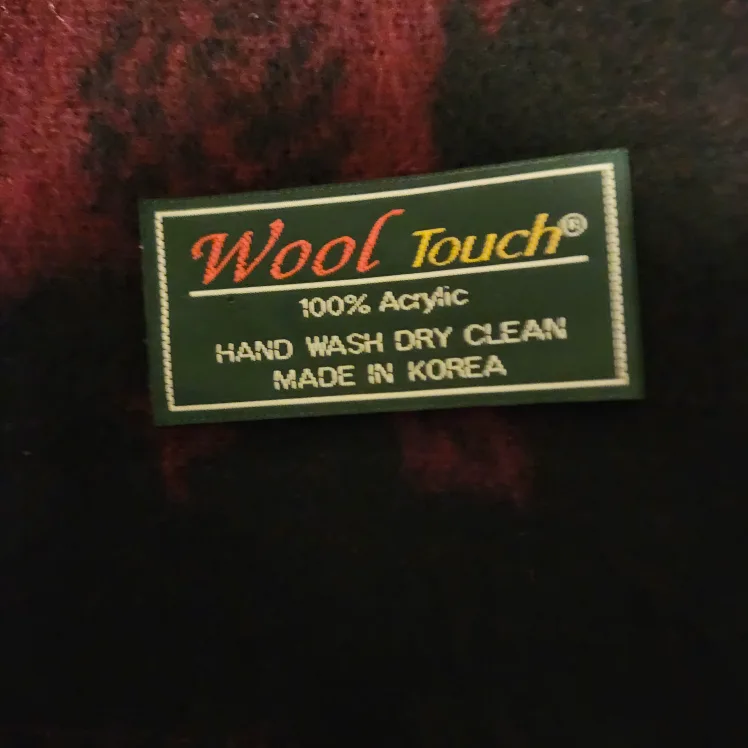 Wool Touch®
100% Acrylic
HAND WASH DRY CLEAN
MADE IN KOREA